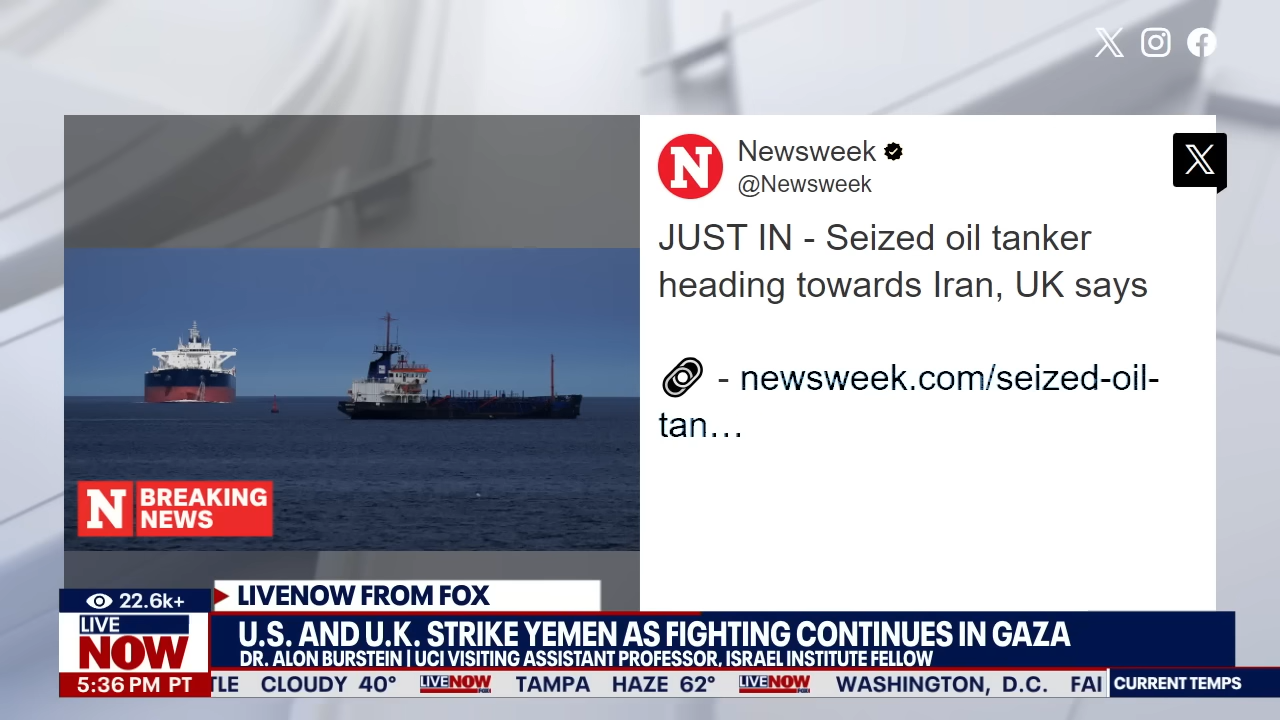 Newsweek
@Newsweek
JUST IN - Seized oil tanker
heading towards Iran, UK says
- newsweek.com/seized-oil-
tan…
N BREAKING
NEWS
22.6k+
LIVENOW FROM FOX
LIVE
NOW
U.S. AND U.K. STRIKE YEMEN AS FIGHTING CONTINUES IN GAZA
DR. ALON BURSTEIN | UCI VISITING ASSISTANT PROFESSOR, ISRAEL INSTITUTE FELLOW
5:36 PM PT
TLE CLOUDY 40° LIVENOW FOX TAMPA HAZE 62° LIVENOW FOX WASHINGTON, D.C. FAI CURRENT TEMPS